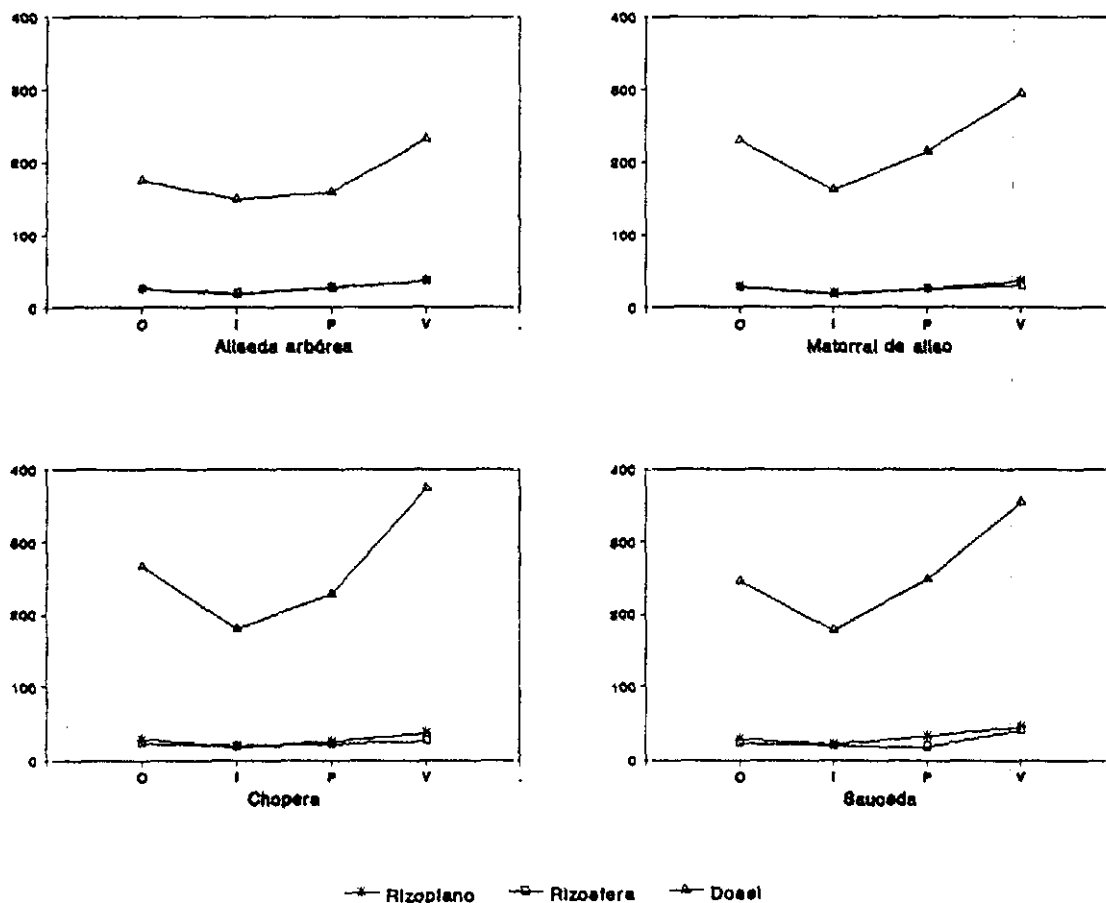 400 400
300 300
200 200
100 100
0 0
O I P V O I P V
Aliseda arbórea Matorral de aliso
400 400
300 300
200 200
100 100
0 0
O I P V O I P V
Chopera Sauceda
Rizoplano Rizosfera Dosel